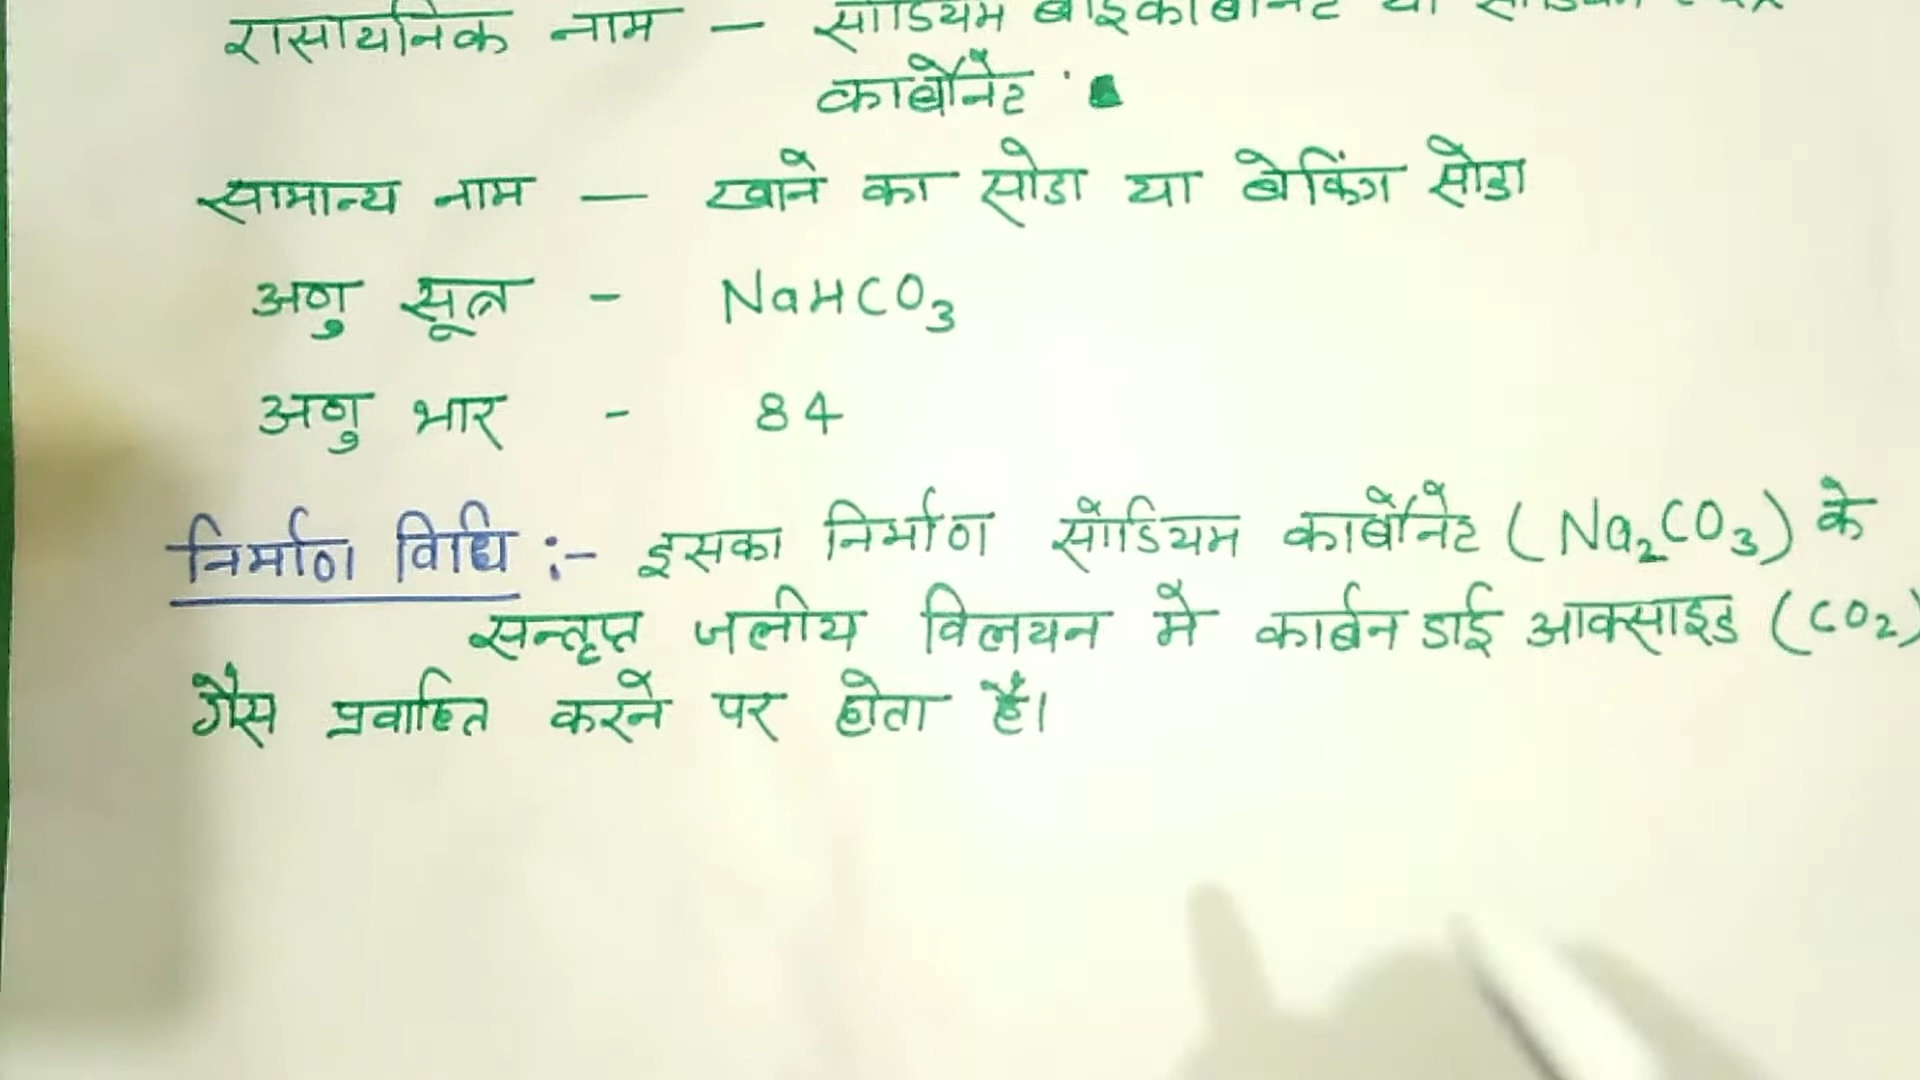 रासायनिक नाम – सोडियम बाइकार्बोनेट या
कार्बोनेट
सामान्य नाम – खाने का सोडा या बेकिंग सोडा
अणु सूत्र - NaHCO₃
अणु भार - 84
निर्माण विधि :- इसका निर्माण सोडियम कार्बोनेट (Na₂CO₃) के
सन्तृप्त जलीय विलयन मे कार्बन डाई आक्साइड (CO₂)
गैस प्रवाहित करने पर होता है।